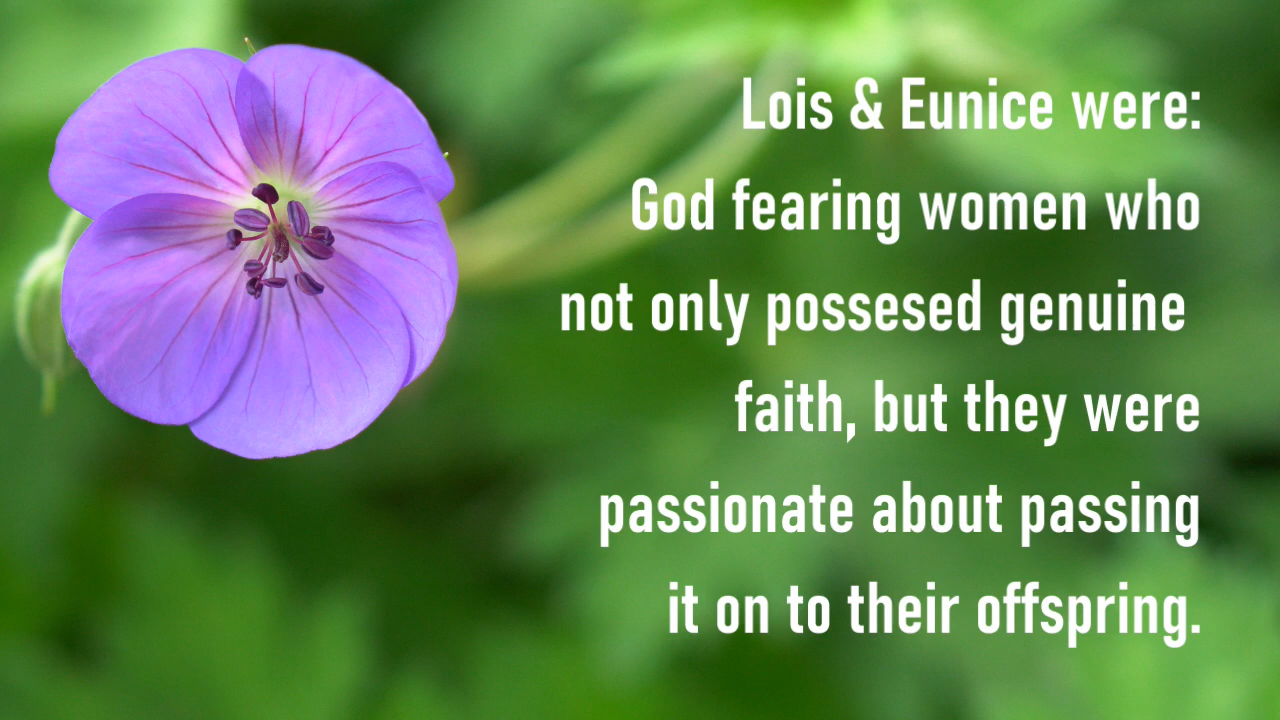 Lois & Eunice were:
God fearing women who
not only possesed genuine
faith, but they were
passionate about passing
it on to their offspring.